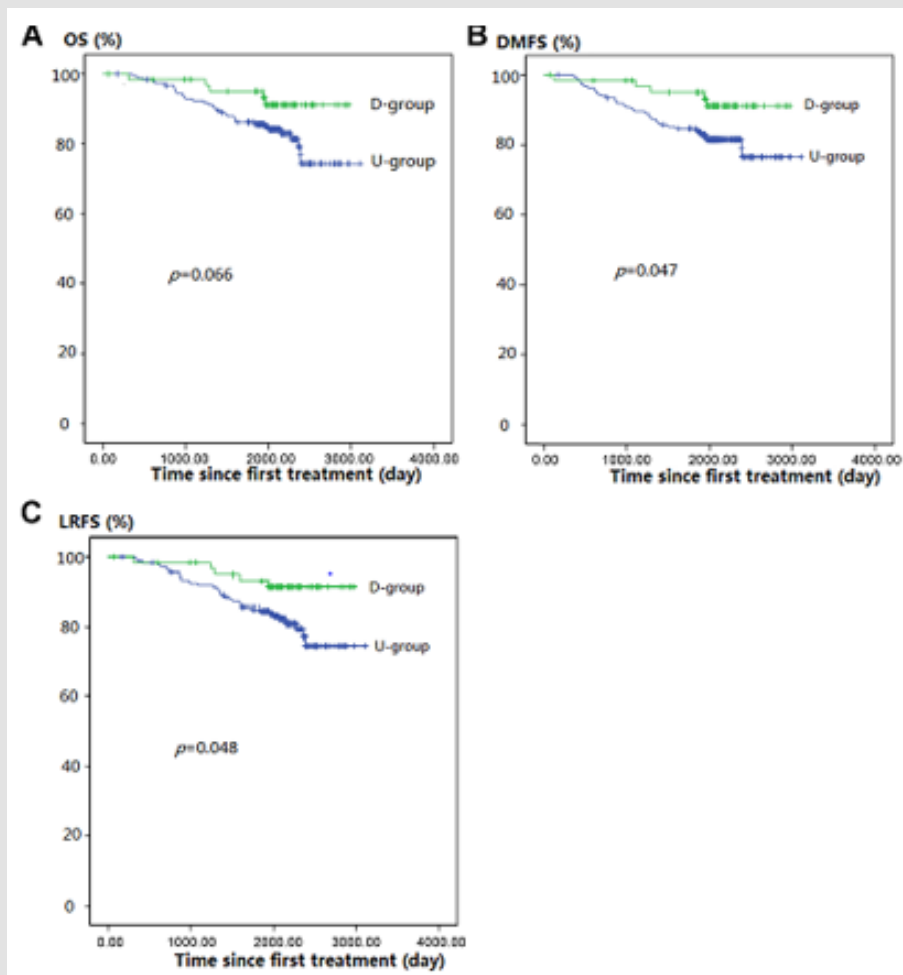 A OS (%)
100
D-group
80
U-group
60
p=0.066
40
20
0
0.00 1000.00 2000.00 3000.00 4000.00
Time since first treatment (day)
B DMFS (%)
100
D-group
80
U-group
60
p=0.047
40
20
0
0.00 1000.00 2000.00 3000.00 4000.00
Time since first treatment (day)
C LRFS (%)
100
D-group
80
U-group
60
p=0.048
40
20
0
0.00 1000.00 2000.00 3000.00 4000.00
Time since first treatment (day)